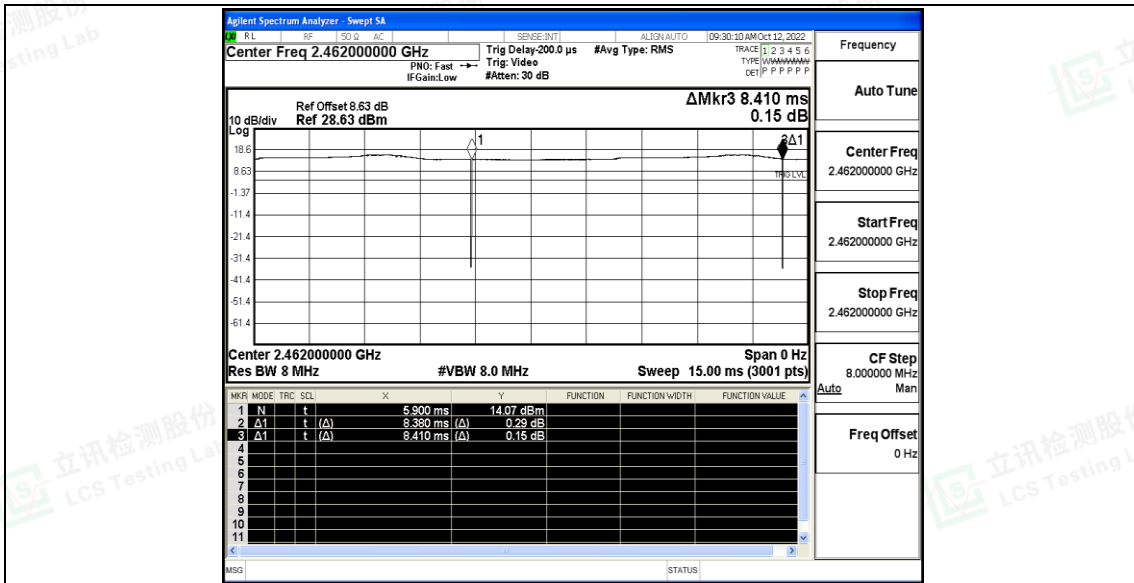 Agilent Spectrum Analyzer - Swept SA
RL RF 50 Ω AC SENSE:INT ALIGN AUTO 09:30:10 AM Oct 12, 2022
Center Freq 2.462000000 GHz
PNO: Fast
IFGain:Low
Trig Delay-200.0 µs
Trig: Video
#Atten: 30 dB
#Avg Type: RMS
TRACE 1 2 3 4 5 6
TYPE
DET P P P P P P
Ref Offset 8.63 dB
10 dB/div Ref 28.63 dBm
Log
ΔMkr3 8.410 ms
0.15 dB
18.6
8.63
-1.37
-11.4
-21.4
-31.4
-41.4
-51.4
-61.4
1
3Δ1
TRIG LVL
Center 2.462000000 GHz Span 0 Hz
Res BW 8 MHz #VBW 8.0 MHz Sweep 15.00 ms (3001 pts)
MKR MODE TRC SCL X Y FUNCTION FUNCTION WIDTH FUNCTION VALUE
1 N t 5.900 ms 14.07 dBm
2 Δ1 t (Δ) 8.380 ms (Δ) 0.29 dB
3 Δ1 t (Δ) 8.410 ms (Δ) 0.15 dB
4
5
6
7
8
9
10
11
MSG STATUS
Frequency
Auto Tune
Center Freq
2.462000000 GHz
Start Freq
2.462000000 GHz
Stop Freq
2.462000000 GHz
CF Step
8.000000 MHz
Auto Man
Freq Offset
0 Hz
立讯检测股份
LCS Testing Lab
立讯检测股份
LCS Testing L